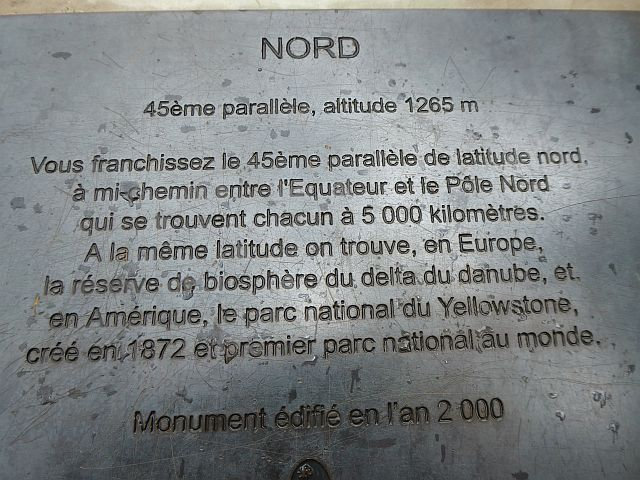 NORD
45ème parallèle, altitude 1265 m
Vous franchissez le 45ème parallèle de latitude nord,
à mi-chemin entre l'Equateur et le Pôle Nord
qui se trouvent chacun à 5 000 kilomètres.
A la même latitude on trouve, en Europe,
la réserve de biosphère du delta du danube, et
en Amérique, le parc national du Yellowstone,
créé en 1872 et premier parc national au monde.
Monument édifié en l'an 2 000